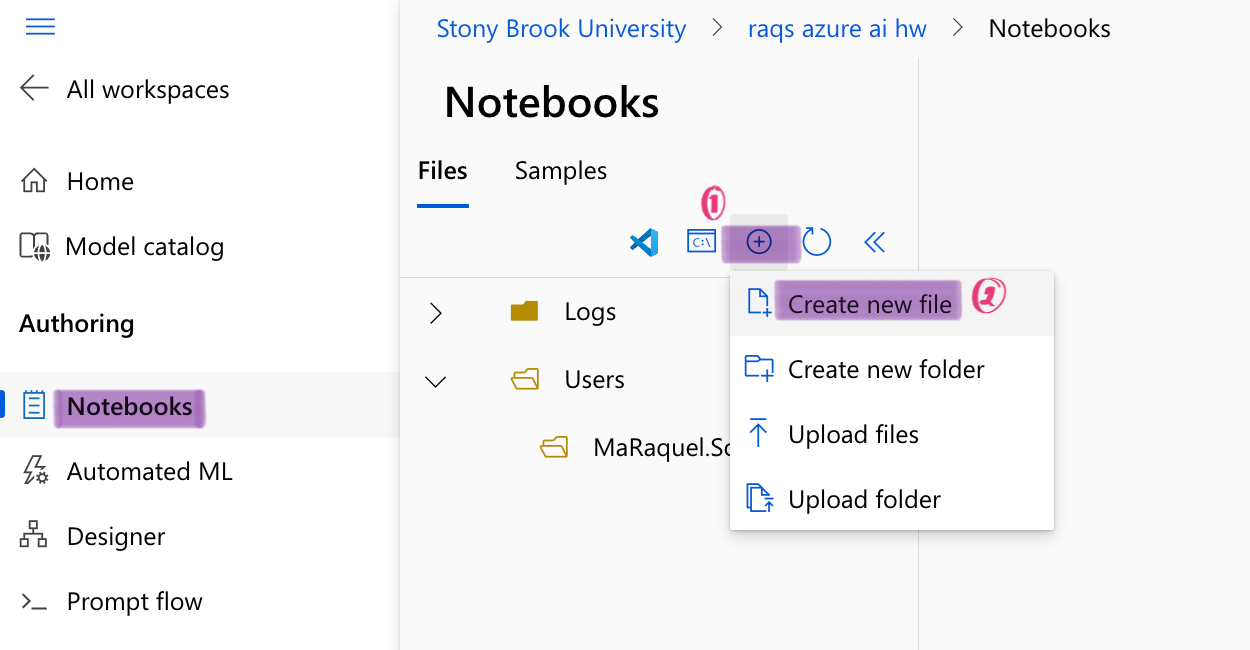 Stony Brook University > raqs azure ai hw > Notebooks
All workspaces
Notebooks
Home
Files Samples
1
Model catalog
C:\
Authoring
Logs
Create new file 2
Users
Create new folder
Notebooks
Upload files
MaRaquel.Sc
Automated ML
Upload folder
Designer
Prompt flow